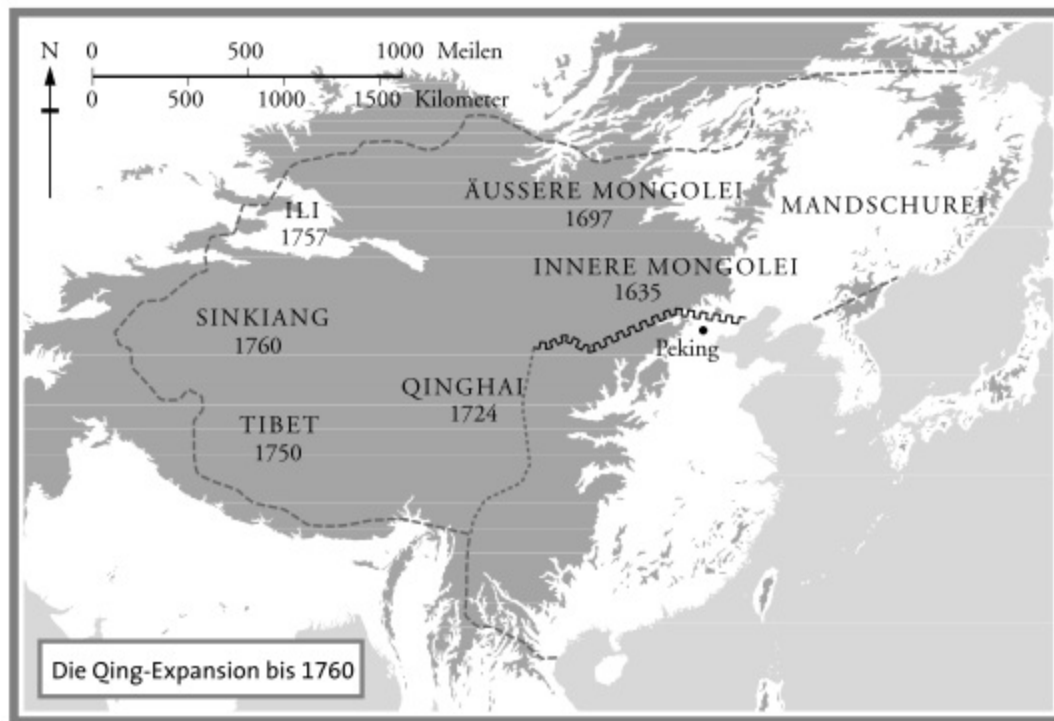 N 0 500 1000 Meilen
0 500 1000 1500 Kilometer
ÄUSSERE MONGOLEI
1697
MANDSCHUREI
ILI
1757
INNERE MONGOLEI
1635
SINKIANG
1760
Peking
QINGHAI
1724
TIBET
1750
Die Qing-Expansion bis 1760